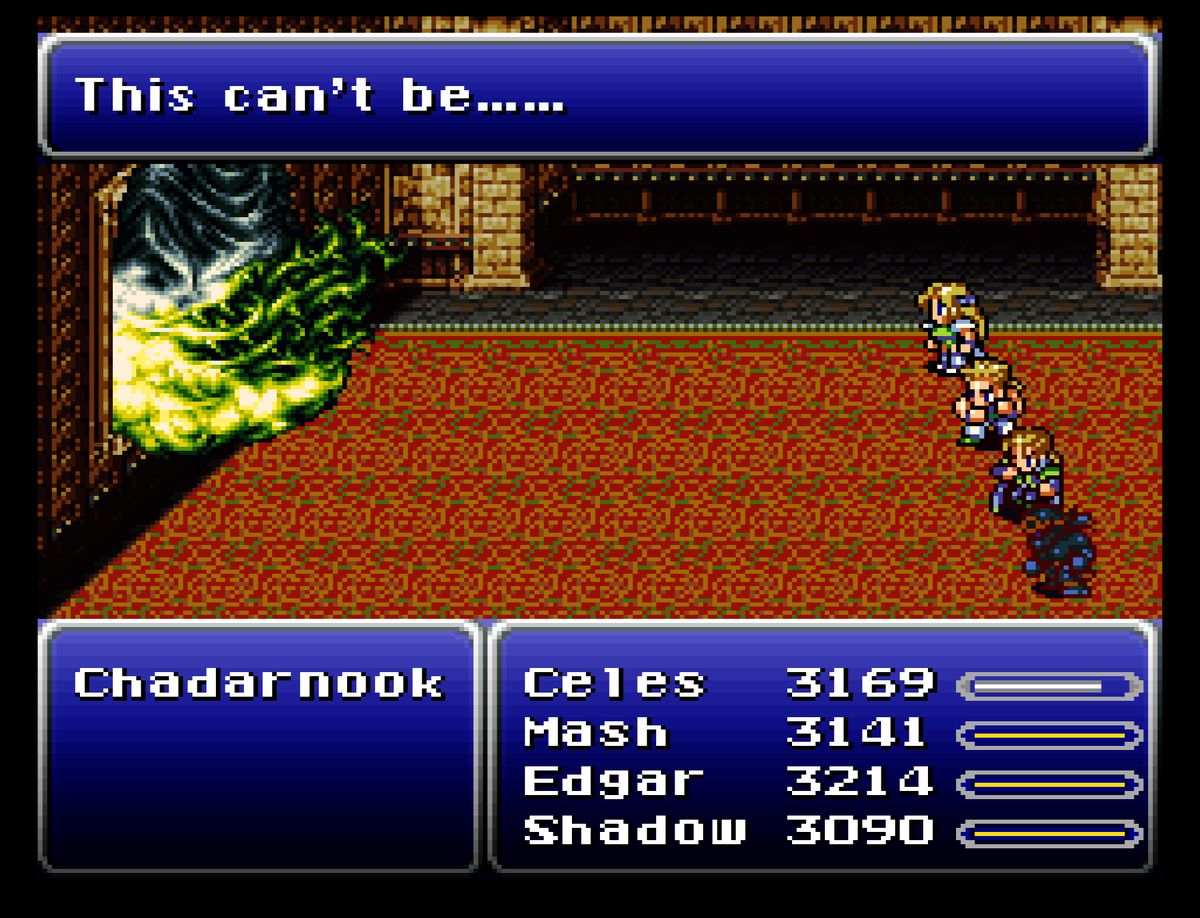 This can't be……
Chadarnook
Celes 3169
Mash 3141
Edgar 3214
Shadow 3090